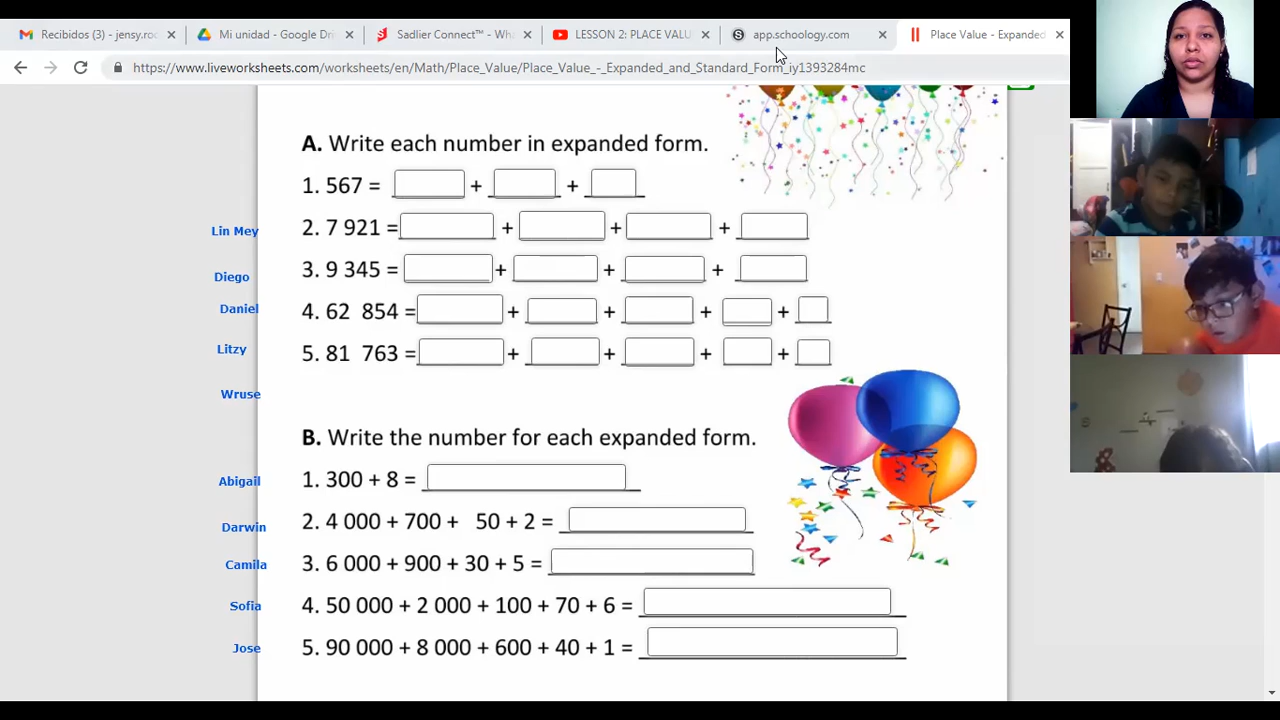 Recibidos (3) - jensy.roc
Mi unidad - Google Dri
Sadlier Connect™ - W
LESSON 2: PLACE VALU
app.schoology.com
Place Value - Expanded
https://www.liveworksheets.com/worksheets/en/Math/Place_Value/Place_Value_-_Expanded_and_Standard_Form_iy1393284mc
A. Write each number in expanded form.
1. 567 = + +
Lin Mey
2. 7 921 = + + +
Diego
3. 9 345 = + + +
Daniel
4. 62 854 = + + + +
Litzy
5. 81 763 = + + + +
Wruse
B. Write the number for each expanded form.
Abigail
1. 300 + 8 =
Darwin
2. 4 000 + 700 + 50 + 2 =
Camila
3. 6 000 + 900 + 30 + 5 =
Sofia
4. 50 000 + 2 000 + 100 + 70 + 6 =
Jose
5. 90 000 + 8 000 + 600 + 40 + 1 =